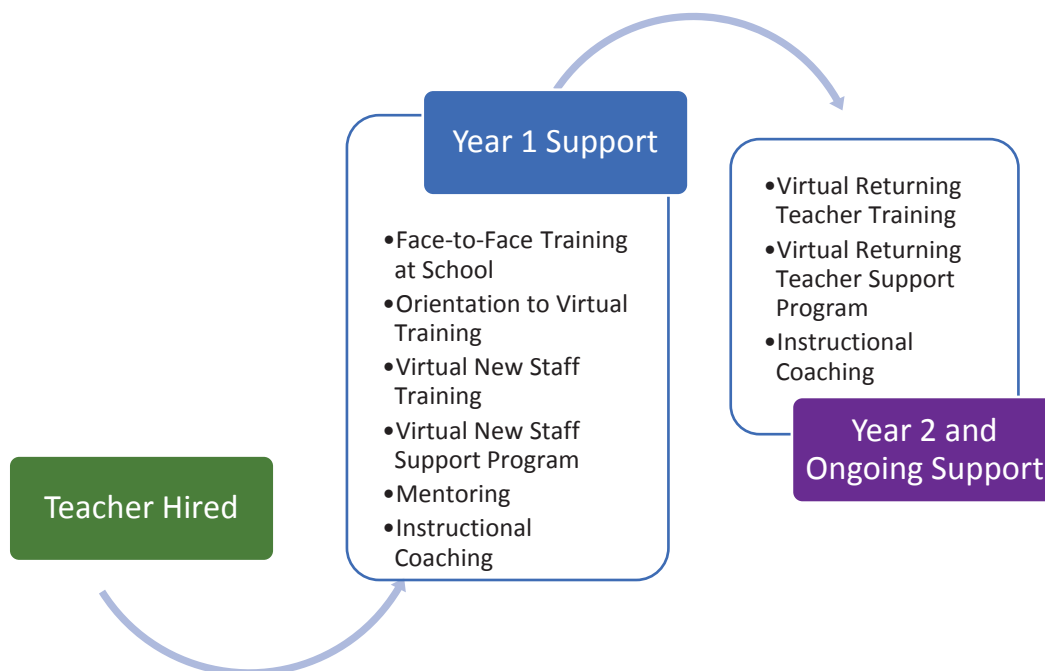 Teacher Hired
Year 1 Support
•Face-to-Face Training
at School
•Orientation to Virtual
Training
•Virtual New Staff
Training
•Virtual New Staff
Support Program
•Mentoring
•Instructional
Coaching
•Virtual Returning
Teacher Training
•Virtual Returning
Teacher Support
Program
•Instructional
Coaching
Year 2 and
Ongoing Support